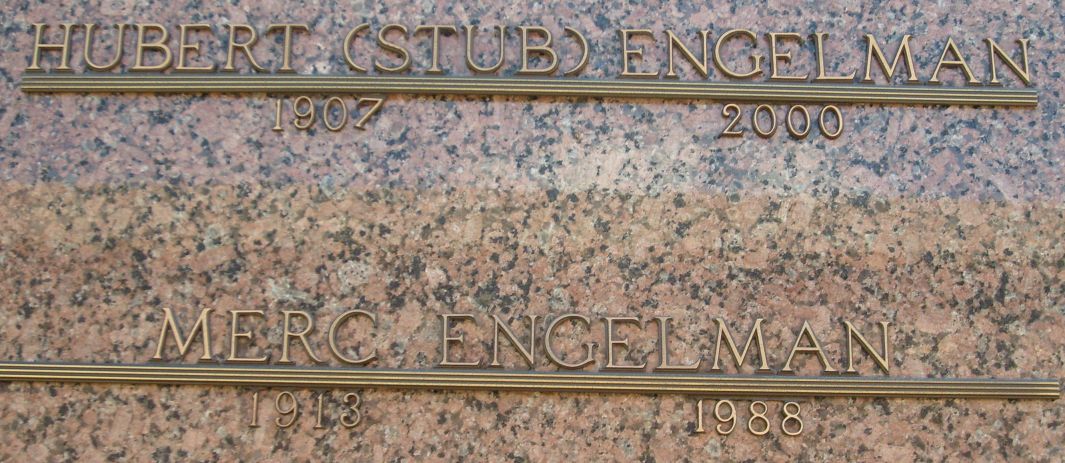 HUBERT (STUB) ENGELMAN
1907 2000
MERC ENGELMAN
1913 1988